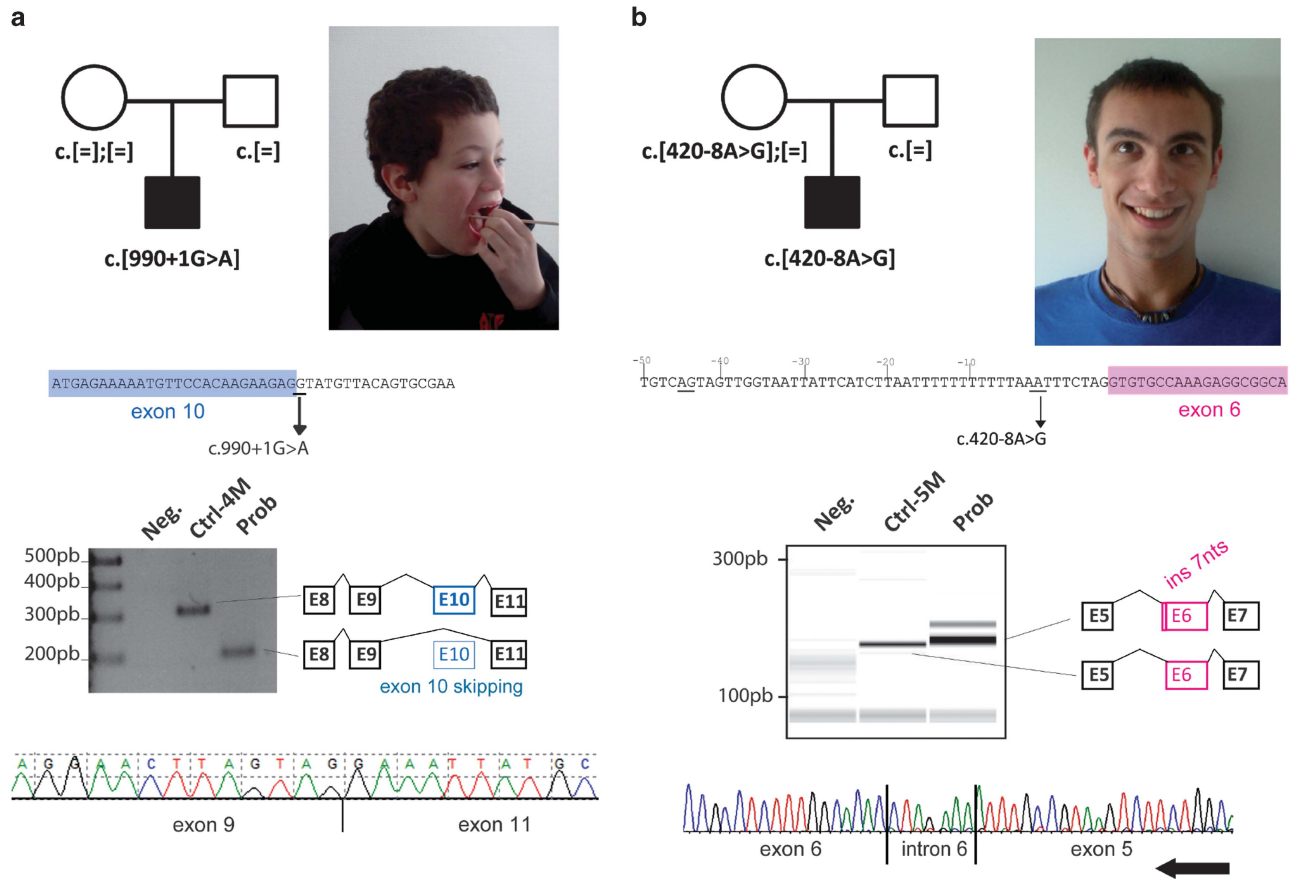 a
c.[=];[=]
c.[=]
c.[990+1G>A]
ATGAGAAAAATGTTCCACAAGAAGAGGTATGTTACAGTGCGAA
exon 10
c.990+1G>A
Neg.
Ctrl-4M
Prob
500pb
400pb
300pb
200pb
E8
E9
E10
E11
E8
E9
E10
E11
exon 10 skipping
A G G A A C T T A G T A G G A A A T T A T G C
exon 9
exon 11
b
c.[420-8A>G];[=]
c.[=]
c.[420-8A>G]
-50
-40
-30
-20
-10
TGTCAGTAGTTGGTAATTATTCATCTTAATTTTTTTTTTTTAAATTTCTAGGTGTGCCAAAGAGGCGGCA
exon 6
c.420-8A>G
Neg.
Ctrl-5M
Prob
300pb
100pb
ins 7nts
E5
E6
E7
E5
E6
E7
exon 6
intron 6
exon 5